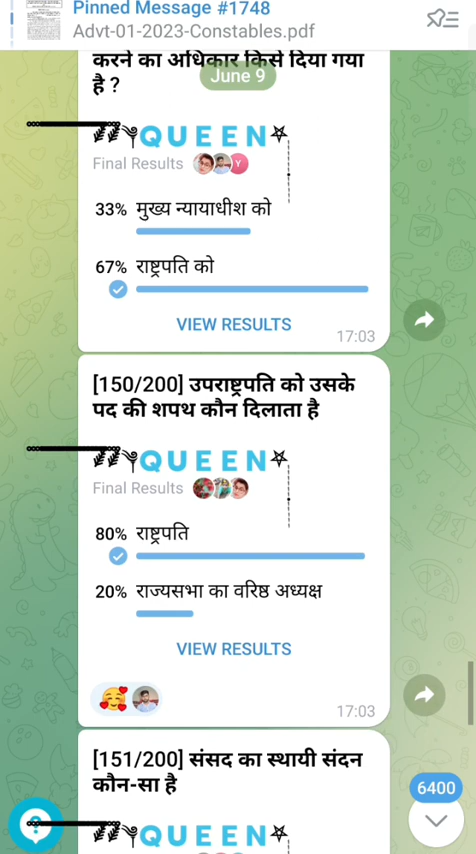 Pinned Message #1748
Advt-01-2023-Constables.pdf
करने का अधिकार किसे दिया गया
June 9
है ?
QUEEN
Final Results
Y
33% मुख्य न्यायाधीश को
67% राष्ट्रपति को
VIEW RESULTS
17:03
[150/200] उपराष्ट्रपति को उसके
पद की शपथ कौन दिलाता है
QUEEN
Final Results
80% राष्ट्रपति
20% राज्यसभा का वरिष्ठ अध्यक्ष
VIEW RESULTS
17:03
[151/200] संसद का स्थायी संदन
कौन-सा है
6400
QUEEN